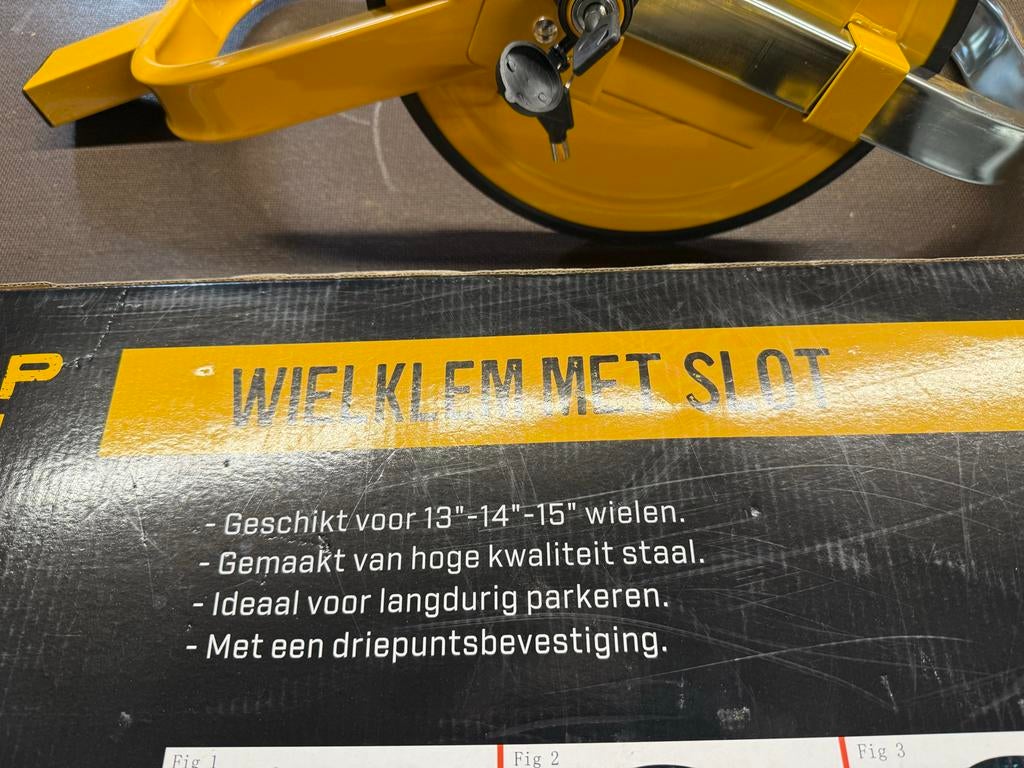 P
WIELKLEM MET SLOT
- Geschikt voor 13"-14"-15" wielen.
- Gemaakt van hoge kwaliteit staal.
- Ideaal voor langdurig parkeren.
- Met een driepuntsbevestiging.
Fig 1 Fig 2 Fig 3